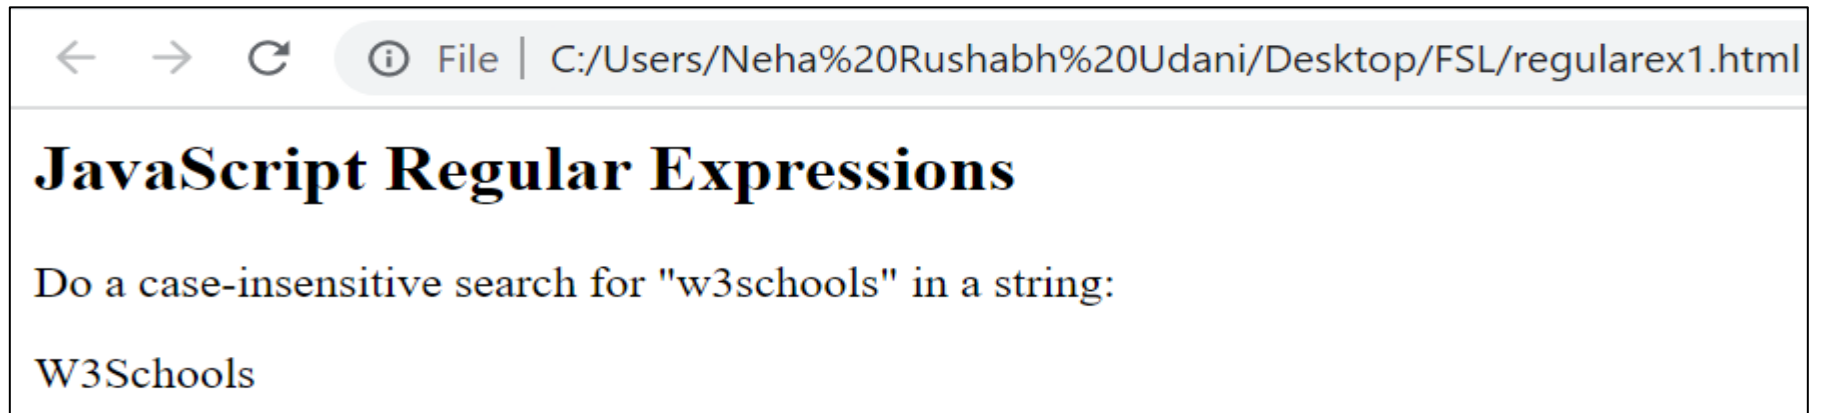 File | C:/Users/Neha%20Rushabh%20Udani/Desktop/FSL/regularex1.html
JavaScript Regular Expressions
Do a case-insensitive search for "w3schools" in a string:
W3Schools